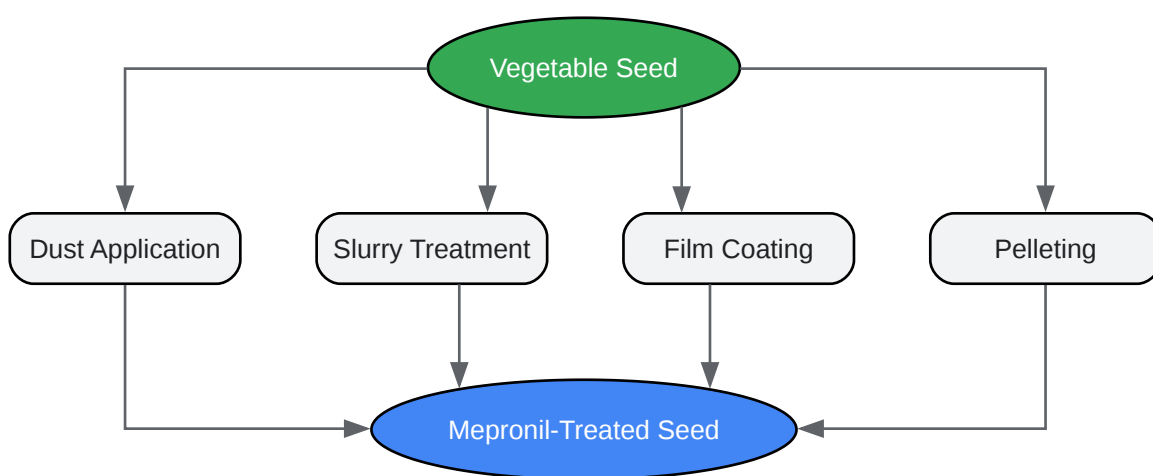 Vegetable Seed
Dust Application
Slurry Treatment
Film Coating
Pelleting
Mepronil-Treated Seed